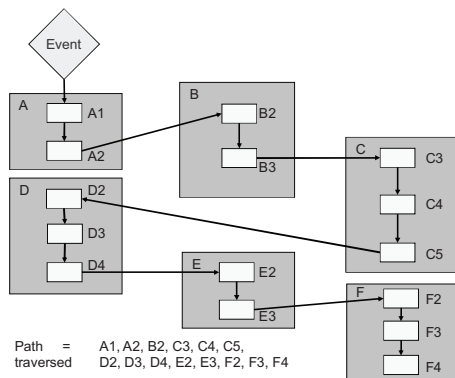 Event
A
A1
A2
B
B2
B3
C
C3
C4
C5
D
D2
D3
D4
E
E2
E3
F
F2
F3
F4
Path = A1, A2, B2, C3, C4, C5,
traversed D2, D3, D4, E2, E3, F2, F3, F4